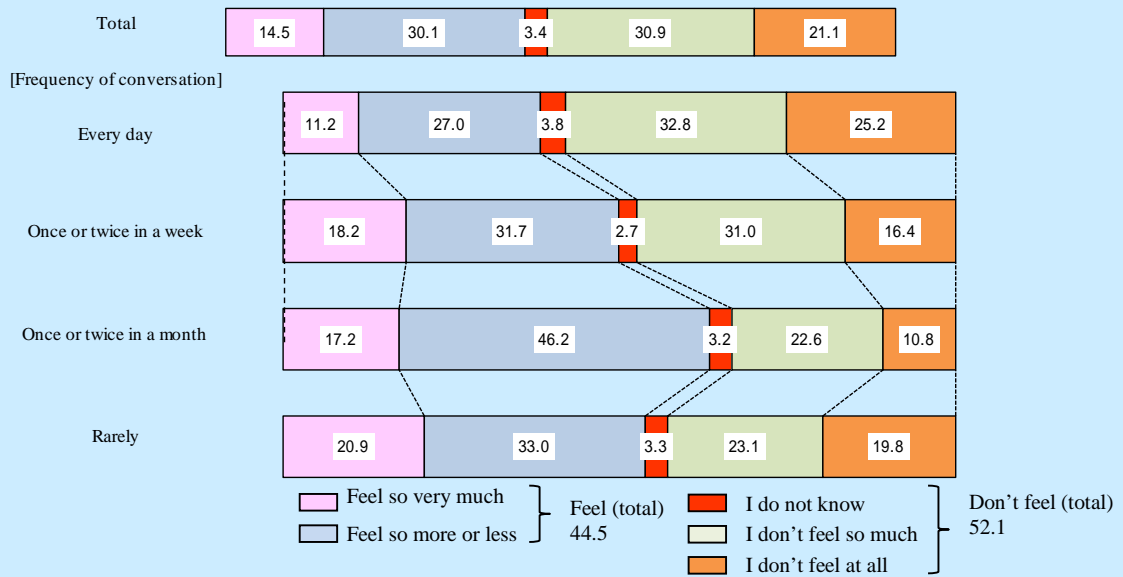 Total
14.5 30.1 3.4 30.9 21.1
[Frequency of conversation]
Every day
11.2 27.0 3.8 32.8 25.2
Once or twice in a week
18.2 31.7 2.7 31.0 16.4
Once or twice in a month
17.2 46.2 3.2 22.6 10.8
Rarely
20.9 33.0 3.3 23.1 19.8
Feel so very much
Feel so more or less
Feel (total)
44.5
I do not know
I don't feel so much
I don't feel at all
Don't feel (total)
52.1